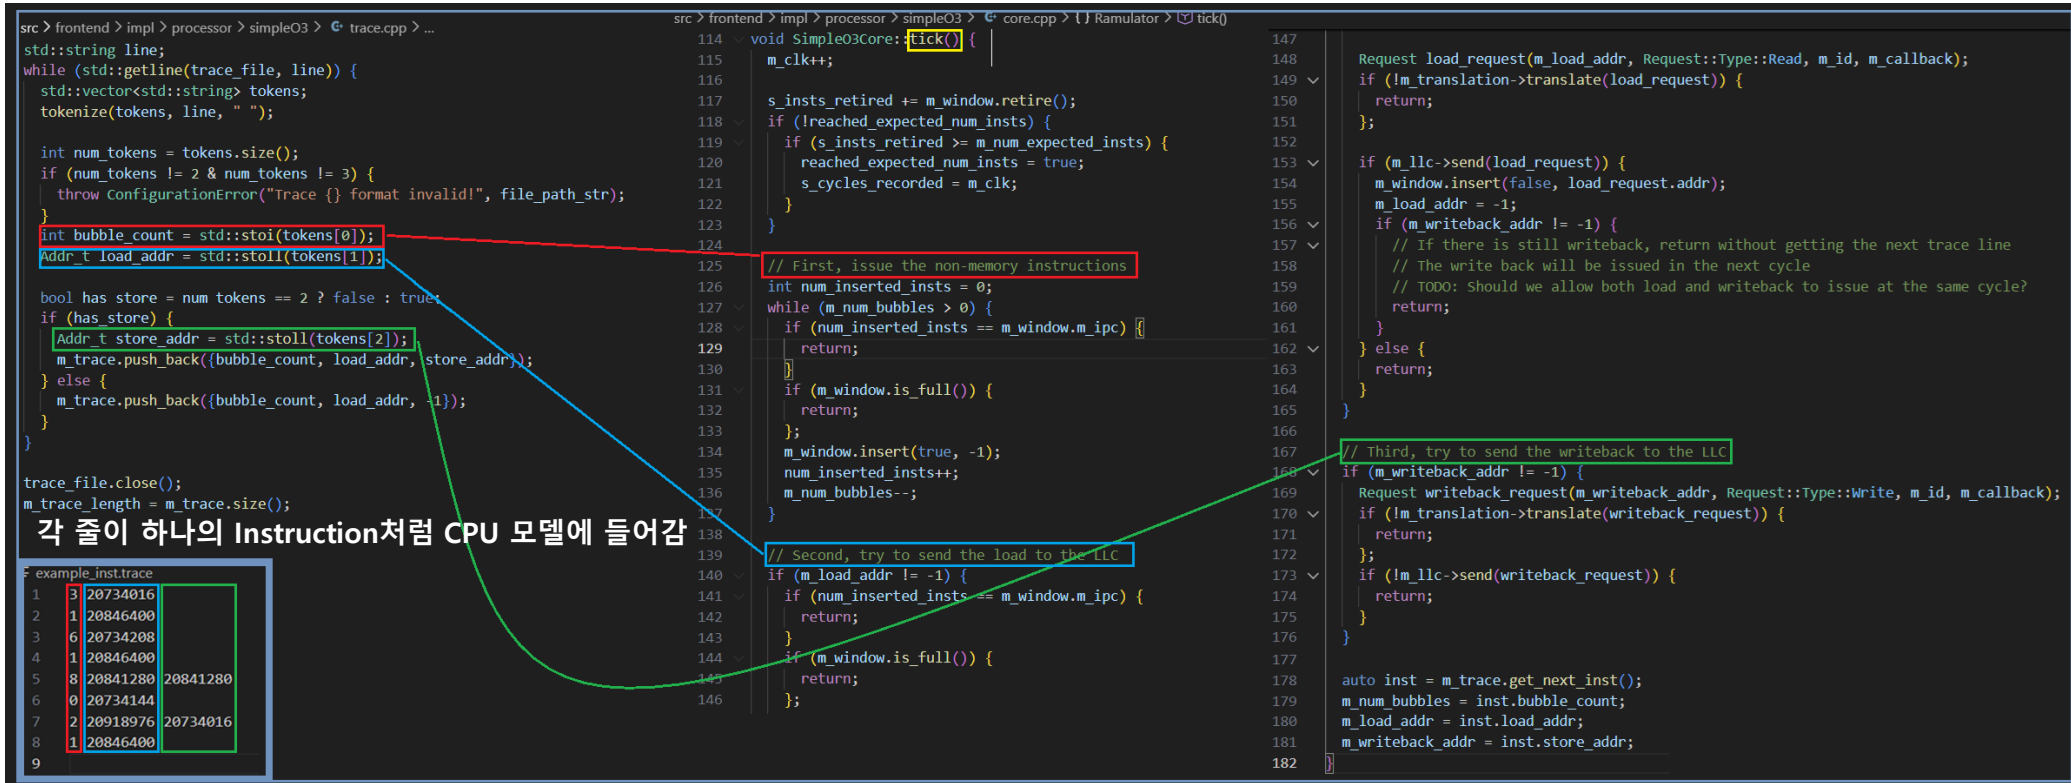 src > frontend > impl > processor > simpleO3 > trace.cpp > ...
std::string line;
while (std::getline(trace_file, line)) {
std::vector<std::string> tokens;
tokenize(tokens, line, " ");
int num_tokens = tokens.size();
if (num_tokens != 2 & num_tokens != 3) {
throw ConfigurationError("Trace {} format invalid!", file_path_str);
}
int bubble_count = std::stoi(tokens[0]);
Addr_t load_addr = std::stoll(tokens[1]);
bool has_store = num_tokens == 2 ? false : true;
if (has_store) {
Addr_t store_addr = std::stoll(tokens[2]);
m_trace.push_back({bubble_count, load_addr, store_addr});
} else {
m_trace.push_back({bubble_count, load_addr, -1});
}
}
trace_file.close();
m_trace_length = m_trace.size();
각 줄이 하나의 Instruction처럼 CPU 모델에 들어감
example_inst.trace
1 3 20734016
2 1 20846400
3 6 20734208
4 1 20846400
5 8 20841280 20841280
6 0 20734144
7 2 20918976 20734016
8 1 20846400
9
src > frontend > impl > processor > simpleO3 > core.cpp > {} Ramulator > tick()
114 void SimpleO3Core::tick() {
115 m_clk++;
116
117 s_insts_retired += m_window.retire();
118 if (!reached_expected_num_insts) {
119 if (s_insts_retired >= m_num_expected_insts) {
120 reached_expected_num_insts = true;
121 s_cycles_recorded = m_clk;
122 }
123 }
124
125 // First, issue the non-memory instructions
126 int num_inserted_insts = 0;
127 while (m_num_bubbles > 0) {
128 if (num_inserted_insts == m_window.m_ipc) {
129 return;
130 }
131 if (m_window.is_full()) {
132 return;
133 };
134 m_window.insert(true, -1);
135 num_inserted_insts++;
136 m_num_bubbles--;
137 }
138
139 // Second, try to send the load to the LLC
140 if (m_load_addr != -1) {
141 if (num_inserted_insts == m_window.m_ipc) {
142 return;
143 }
144 if (m_window.is_full()) {
145 return;
146 };
147
148 Request load_request(m_load_addr, Request::Type::Read, m_id, m_callback);
149 if (!m_translation->translate(load_request)) {
150 return;
151 };
152
153 if (m_llc->send(load_request)) {
154 m_window.insert(false, load_request.addr);
155 m_load_addr = -1;
156 if (m_writeback_addr != -1) {
157 // If there is still writeback, return without getting the next trace line
158 // The write back will be issued in the next cycle
159 // TODO: Should we allow both load and writeback to issue at the same cycle?
160 return;
161 }
162 } else {
163 return;
164 }
165 }
166
167 // Third, try to send the writeback to the LLC
168 if (m_writeback_addr != -1) {
169 Request writeback_request(m_writeback_addr, Request::Type::Write, m_id, m_callback);
170 if (!m_translation->translate(writeback_request)) {
171 return;
172 };
173 if (!m_llc->send(writeback_request)) {
174 return;
175 }
176 }
177
178 auto inst = m_trace.get_next_inst();
179 m_num_bubbles = inst.bubble_count;
180 m_load_addr = inst.load_addr;
181 m_writeback_addr = inst.store_addr;
182 }